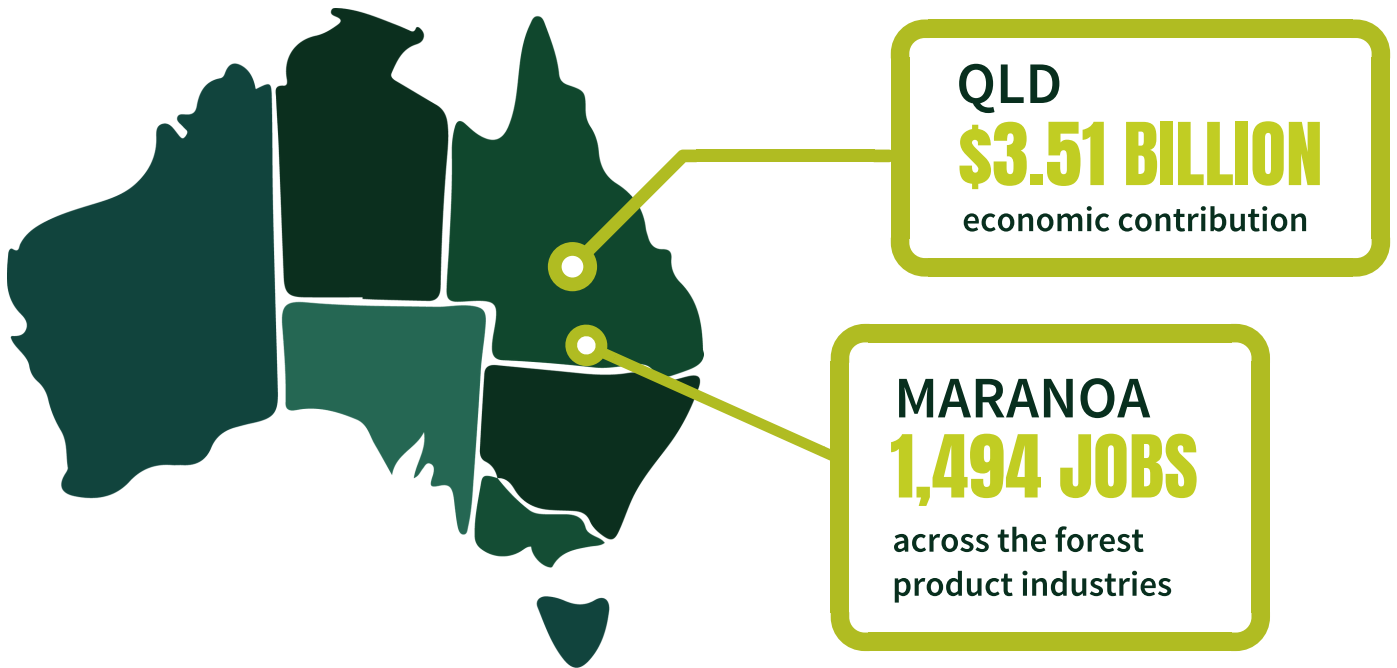 QLD
$3.51 BILLION
economic contribution
MARANOA
1,494 JOBS
across the forest
product industries